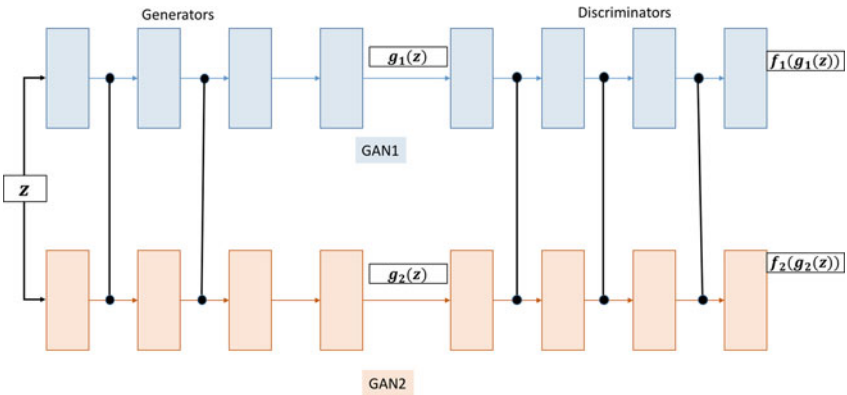 Generators
Discriminators
g₁(z)
f₁(g₁(z))
GAN1
z
g₂(z)
f₂(g₂(z))
GAN2